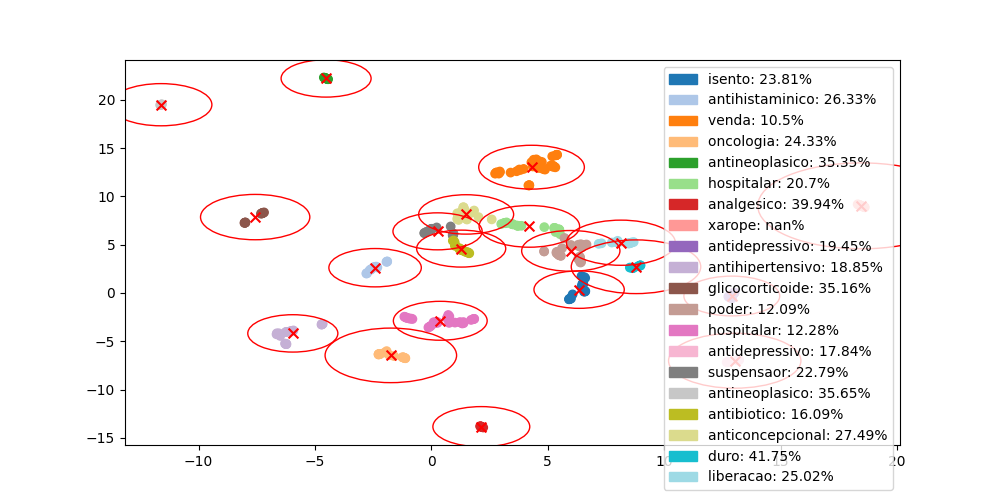 20
15
10
5
0
−5
−10
−15
−10
−5
0
5
10
15
20
isento: 23.81%
antihistaminico: 26.33%
venda: 10.5%
oncologia: 24.33%
antineoplasico: 35.35%
hospitalar: 20.7%
analgesico: 39.94%
xarope: nan%
antidepressivo: 19.45%
antihipertensivo: 18.85%
glicocorticoide: 35.16%
poder: 12.09%
hospitalar: 12.28%
antidepressivo: 17.84%
suspensaor: 22.79%
antineoplasico: 35.65%
antibiotico: 16.09%
anticoncepcional: 27.49%
duro: 41.75%
liberacao: 25.02%